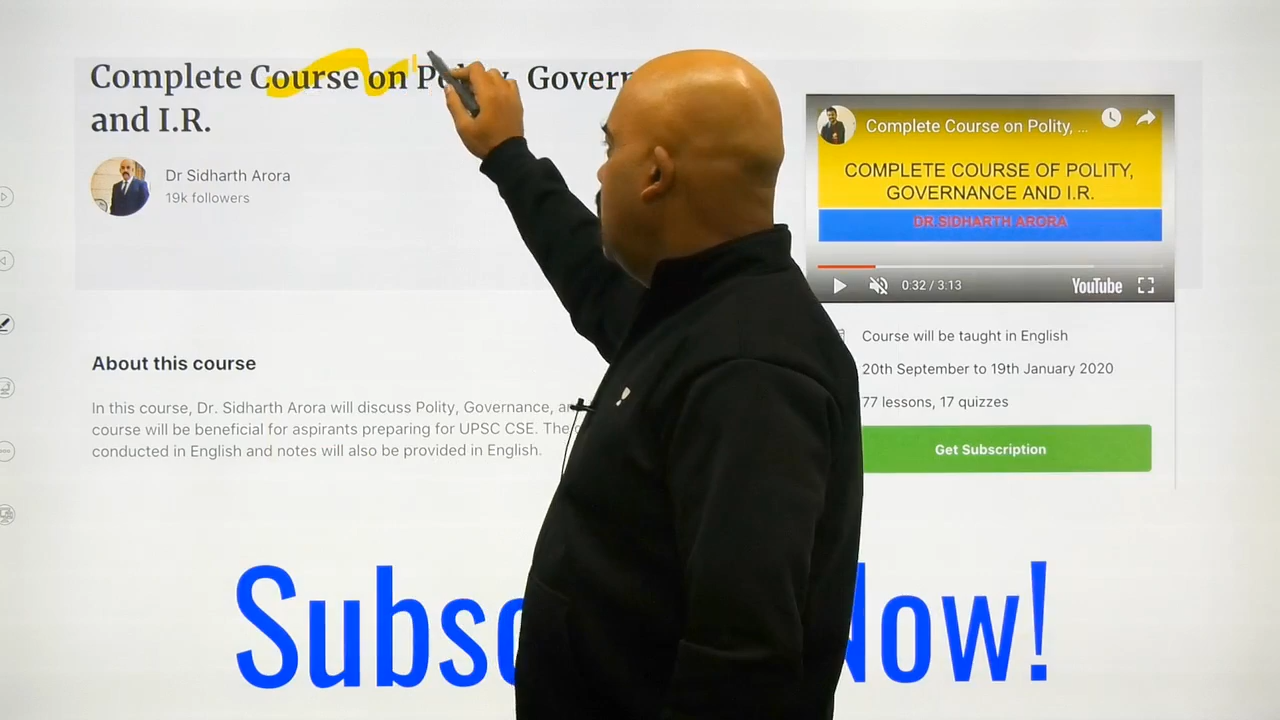 Complete Course on Polity, Govern
and I.R.
Dr Sidharth Arora
19k followers
Complete Course on Polity, ...
COMPLETE COURSE OF POLITY,
GOVERNANCE AND I.R.
DR SIDHARTH ARORA
0:32 / 3:13
YouTube
Course will be taught in English
20th September to 19th January 2020
77 lessons, 17 quizzes
Get Subscription
About this course
In this course, Dr. Sidharth Arora will discuss Polity, Governance, a
course will be beneficial for aspirants preparing for UPSC CSE. The
conducted in English and notes will also be provided in English.
Subsc Now!